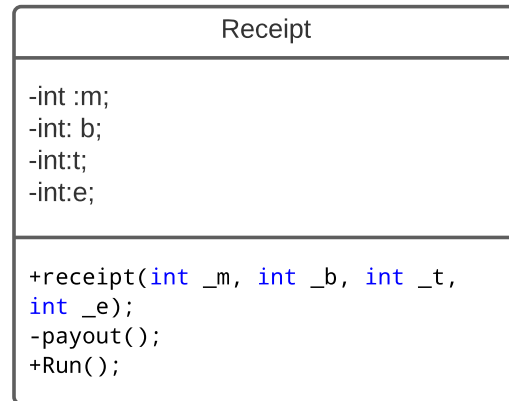 Receipt
-int :m;
-int: b;
-int:t;
-int:e;
+receipt(int _m, int _b, int _t,
int _e);
-payout();
+Run();